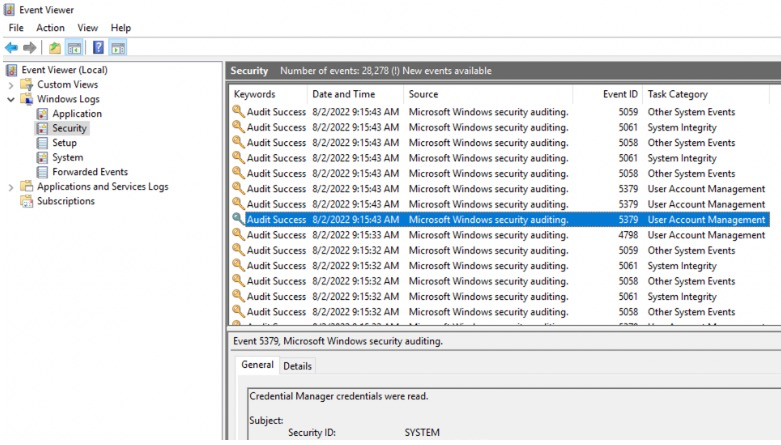 Event Viewer
File Action View Help
Event Viewer (Local)
Custom Views
Windows Logs
Application
Security
Setup
System
Forwarded Events
Applications and Services Logs
Subscriptions
Security Number of events: 28,278 (!) New events available
Keywords Date and Time Source Event ID Task Category
Audit Success 8/2/2022 9:15:43 AM Microsoft Windows security auditing. 5059 Other System Events
Audit Success 8/2/2022 9:15:43 AM Microsoft Windows security auditing. 5061 System Integrity
Audit Success 8/2/2022 9:15:43 AM Microsoft Windows security auditing. 5058 Other System Events
Audit Success 8/2/2022 9:15:43 AM Microsoft Windows security auditing. 5061 System Integrity
Audit Success 8/2/2022 9:15:43 AM Microsoft Windows security auditing. 5058 Other System Events
Audit Success 8/2/2022 9:15:43 AM Microsoft Windows security auditing. 5379 User Account Management
Audit Success 8/2/2022 9:15:43 AM Microsoft Windows security auditing. 5379 User Account Management
Audit Success 8/2/2022 9:15:43 AM Microsoft Windows security auditing. 5379 User Account Management
Audit Success 8/2/2022 9:15:33 AM Microsoft Windows security auditing. 4798 User Account Management
Audit Success 8/2/2022 9:15:32 AM Microsoft Windows security auditing. 5059 Other System Events
Audit Success 8/2/2022 9:15:32 AM Microsoft Windows security auditing. 5061 System Integrity
Audit Success 8/2/2022 9:15:32 AM Microsoft Windows security auditing. 5058 Other System Events
Audit Success 8/2/2022 9:15:32 AM Microsoft Windows security auditing. 5061 System Integrity
Audit Success 8/2/2022 9:15:32 AM Microsoft Windows security auditing. 5058 Other System Events
Event 5379, Microsoft Windows security auditing.
General Details
Credential Manager credentials were read.
Subject:
Security ID: SYSTEM